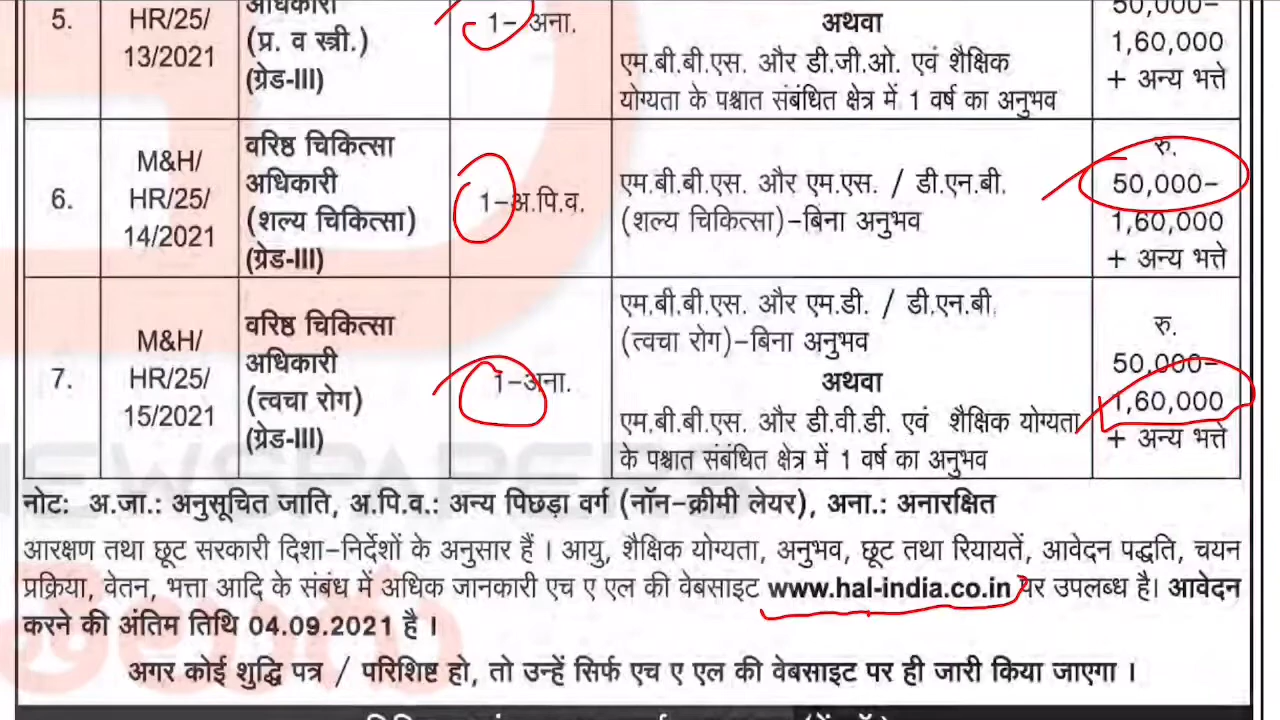 अधिकारी
50,000–
5.
HR/25/
1– अना.
अथवा
1,60,000
13/2021
(प्र. व स्त्री.)
एम.बी.बी.एस. और डी.जी.ओ. एवं शैक्षिक
+ अन्य भत्ते
(ग्रेड-III)
योग्यता के पश्चात संबंधित क्षेत्र में 1 वर्ष का अनुभव
6.
M&H/
HR/25/
14/2021
वरिष्ठ चिकित्सा
अधिकारी
(शल्य चिकित्सा)
(ग्रेड-III)
1–अ.पि.व.
एम.बी.बी.एस. और एम.एस. / डी.एन.बी.
(शल्य चिकित्सा)–बिना अनुभव
रु.
50,000–
1,60,000
+ अन्य भत्ते
7.
M&H/
HR/25/
15/2021
वरिष्ठ चिकित्सा
अधिकारी
(त्वचा रोग)
(ग्रेड-III)
1–अना.
एम.बी.बी.एस. और एम.डी. / डी.एन.बी.
(त्वचा रोग)–बिना अनुभव
अथवा
एम.बी.बी.एस. और डी.वी.डी. एवं शैक्षिक योग्यता
के पश्चात संबंधित क्षेत्र में 1 वर्ष का अनुभव
रु.
50,000–
1,60,000
+ अन्य भत्ते
नोट: अ.जा.: अनुसूचित जाति, अ.पि.व.: अन्य पिछड़ा वर्ग (नॉन–क्रीमी लेयर), अना.: अनारक्षित
आरक्षण तथा छूट सरकारी दिशा–निर्देशों के अनुसार हैं । आयु, शैक्षिक योग्यता, अनुभव, छूट तथा रियायतें, आवेदन पद्धति, चयन
प्रक्रिया, वेतन, भत्ता आदि के संबंध में अधिक जानकारी एच ए एल की वेबसाइट www.hal-india.co.in पर उपलब्ध है। आवेदन
करने की अंतिम तिथि 04.09.2021 है ।
अगर कोई शुद्धि पत्र / परिशिष्ट हो, तो उन्हें सिर्फ एच ए एल की वेबसाइट पर ही जारी किया जाएगा ।
NEWSPAPERS